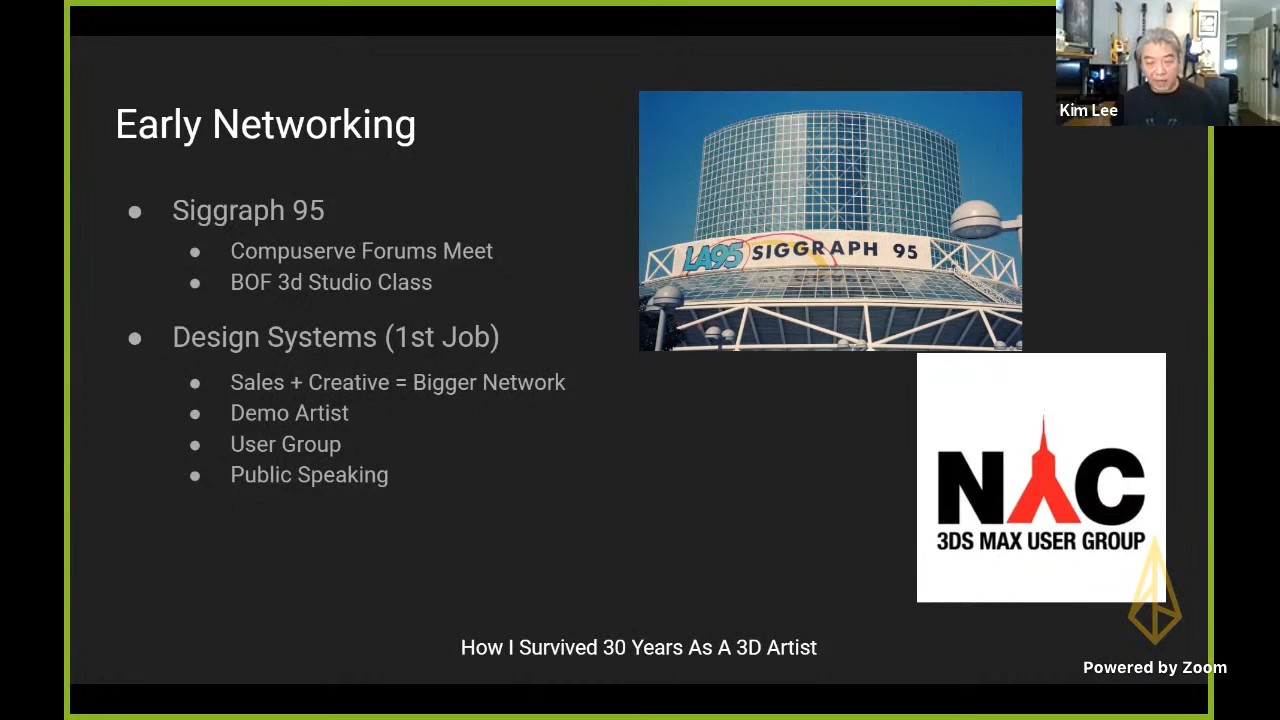 Kim Lee
Early Networking
Siggraph 95
Compuserve Forums Meet
BOF 3d Studio Class
Design Systems (1st Job)
Sales + Creative = Bigger Network
Demo Artist
User Group
Public Speaking
LA95 SIGGRAPH 95
NYC
3DS MAX USER GROUP
How I Survived 30 Years As A 3D Artist
Powered by Zoom